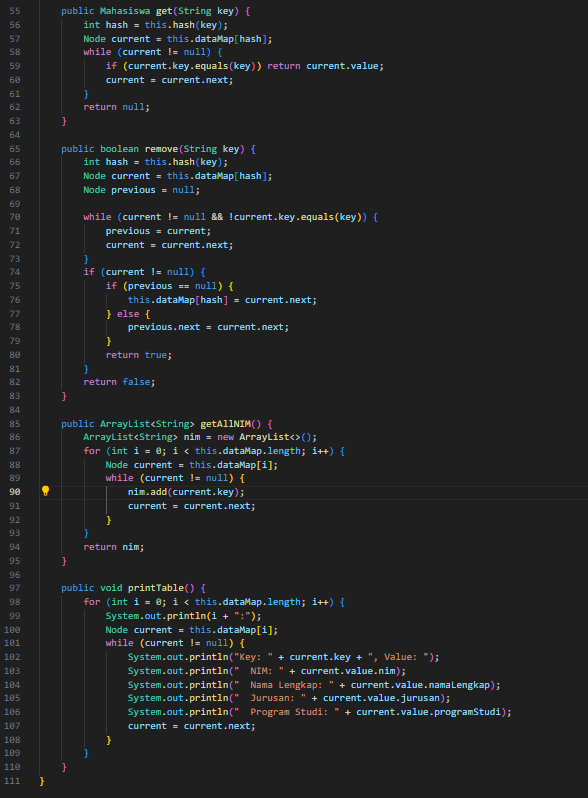 55 public Mahasiswa get(String key) {
56 int hash = this.hash(key);
57 Node current = this.dataMap[hash];
58 while (current != null) {
59 if (current.key.equals(key)) return current.value;
60 current = current.next;
61 }
62 return null;
63 }
64
65 public boolean remove(String key) {
66 int hash = this.hash(key);
67 Node current = this.dataMap[hash];
68 Node previous = null;
69
70 while (current != null && !current.key.equals(key)) {
71 previous = current;
72 current = current.next;
73 }
74 if (current != null) {
75 if (previous == null) {
76 this.dataMap[hash] = current.next;
77 } else {
78 previous.next = current.next;
79 }
80 return true;
81 }
82 return false;
83 }
84
85 public ArrayList<String> getAllNIM() {
86 ArrayList<String> nim = new ArrayList<>();
87 for (int i = 0; i < this.dataMap.length; i++) {
88 Node current = this.dataMap[i];
89 while (current != null) {
90 nim.add(current.key);
91 current = current.next;
92 }
93 }
94 return nim;
95 }
96
97 public void printTable() {
98 for (int i = 0; i < this.dataMap.length; i++) {
99 System.out.println(i + ":");
100 Node current = this.dataMap[i];
101 while (current != null) {
102 System.out.println("Key: " + current.key + ", Value: ");
103 System.out.println("  NIM: " + current.value.nim);
104 System.out.println("  Nama Lengkap: " + current.value.namaLengkap);
105 System.out.println("  Jurusan: " + current.value.jurusan);
106 System.out.println("  Program Studi: " + current.value.programStudi);
107 current = current.next;
108 }
109 }
110 }
111 }